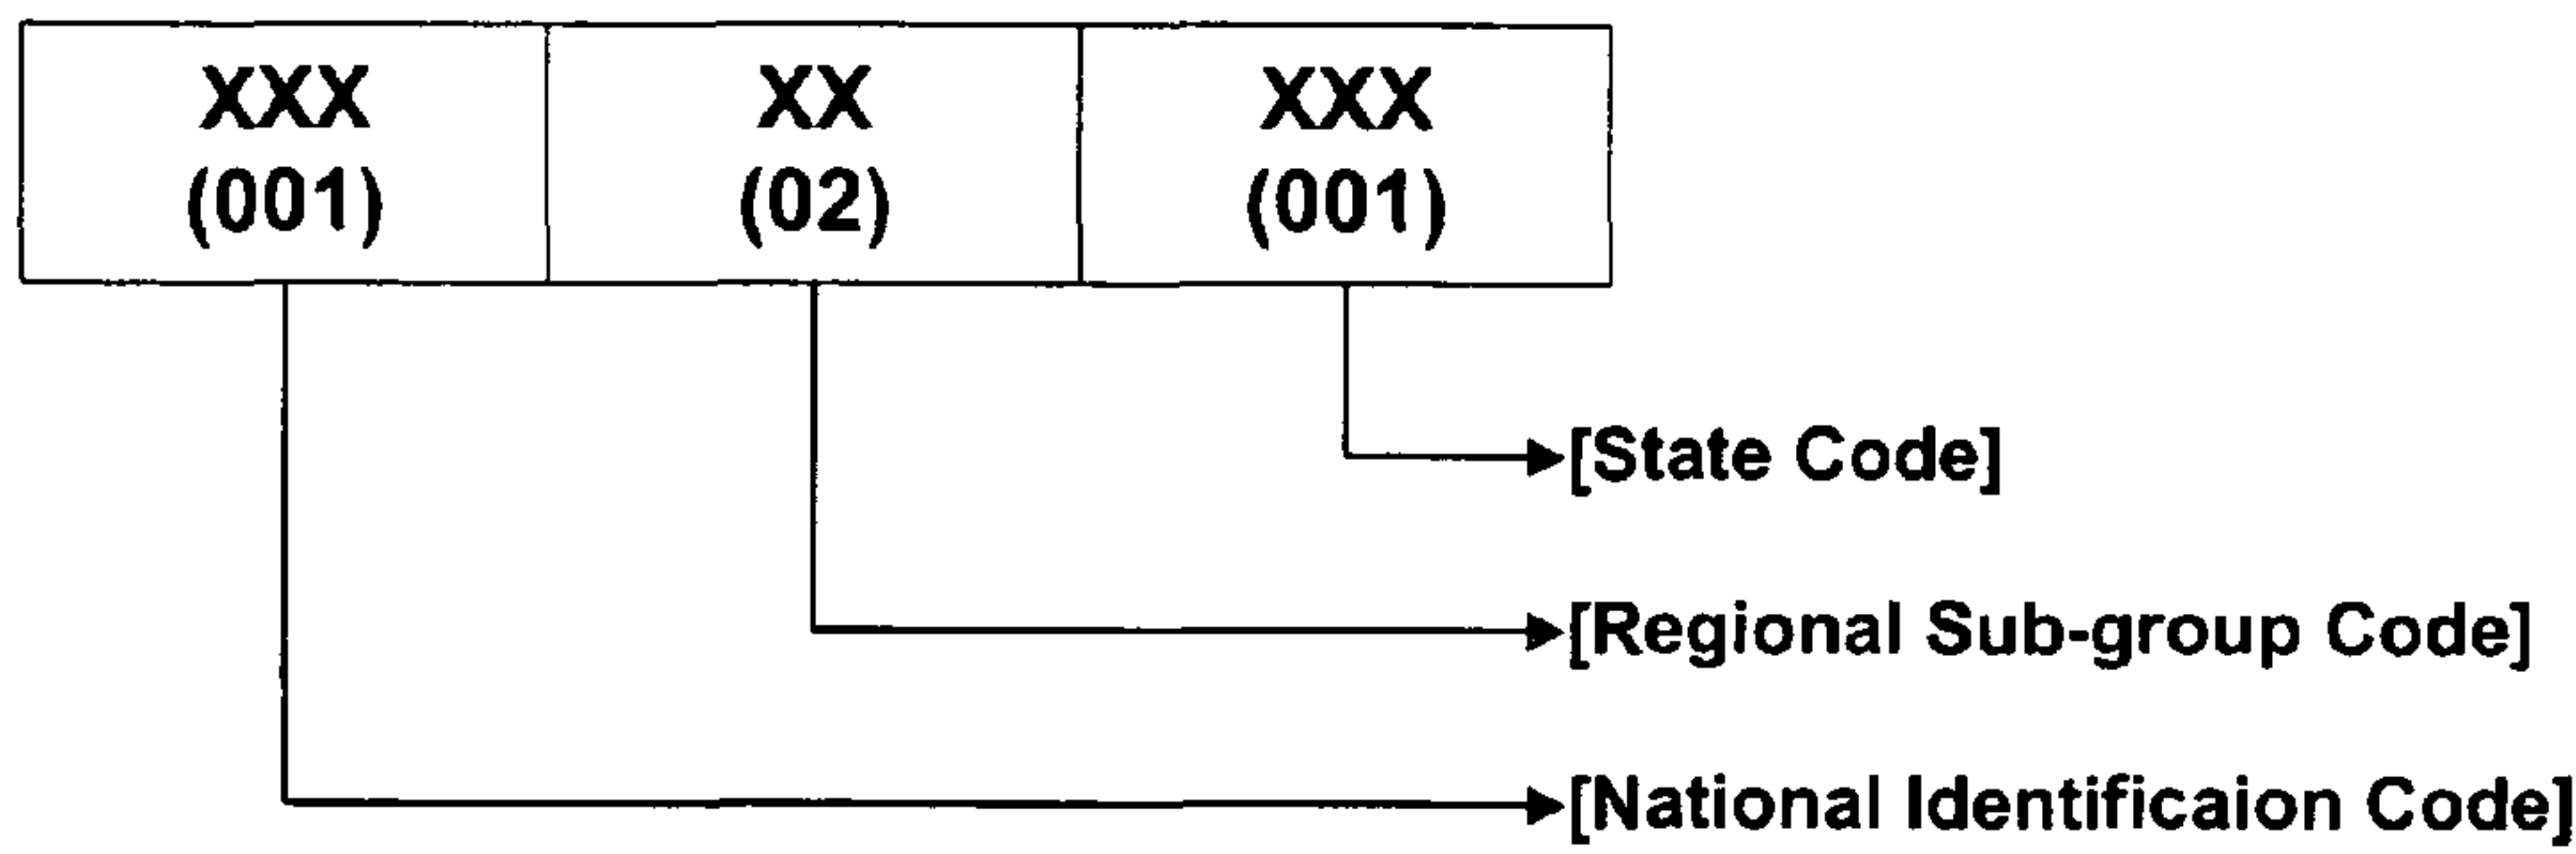 XXX XX XXX
(001) (02) (001)
[State Code]
[Regional Sub-group Code]
[National Identificaion Code]